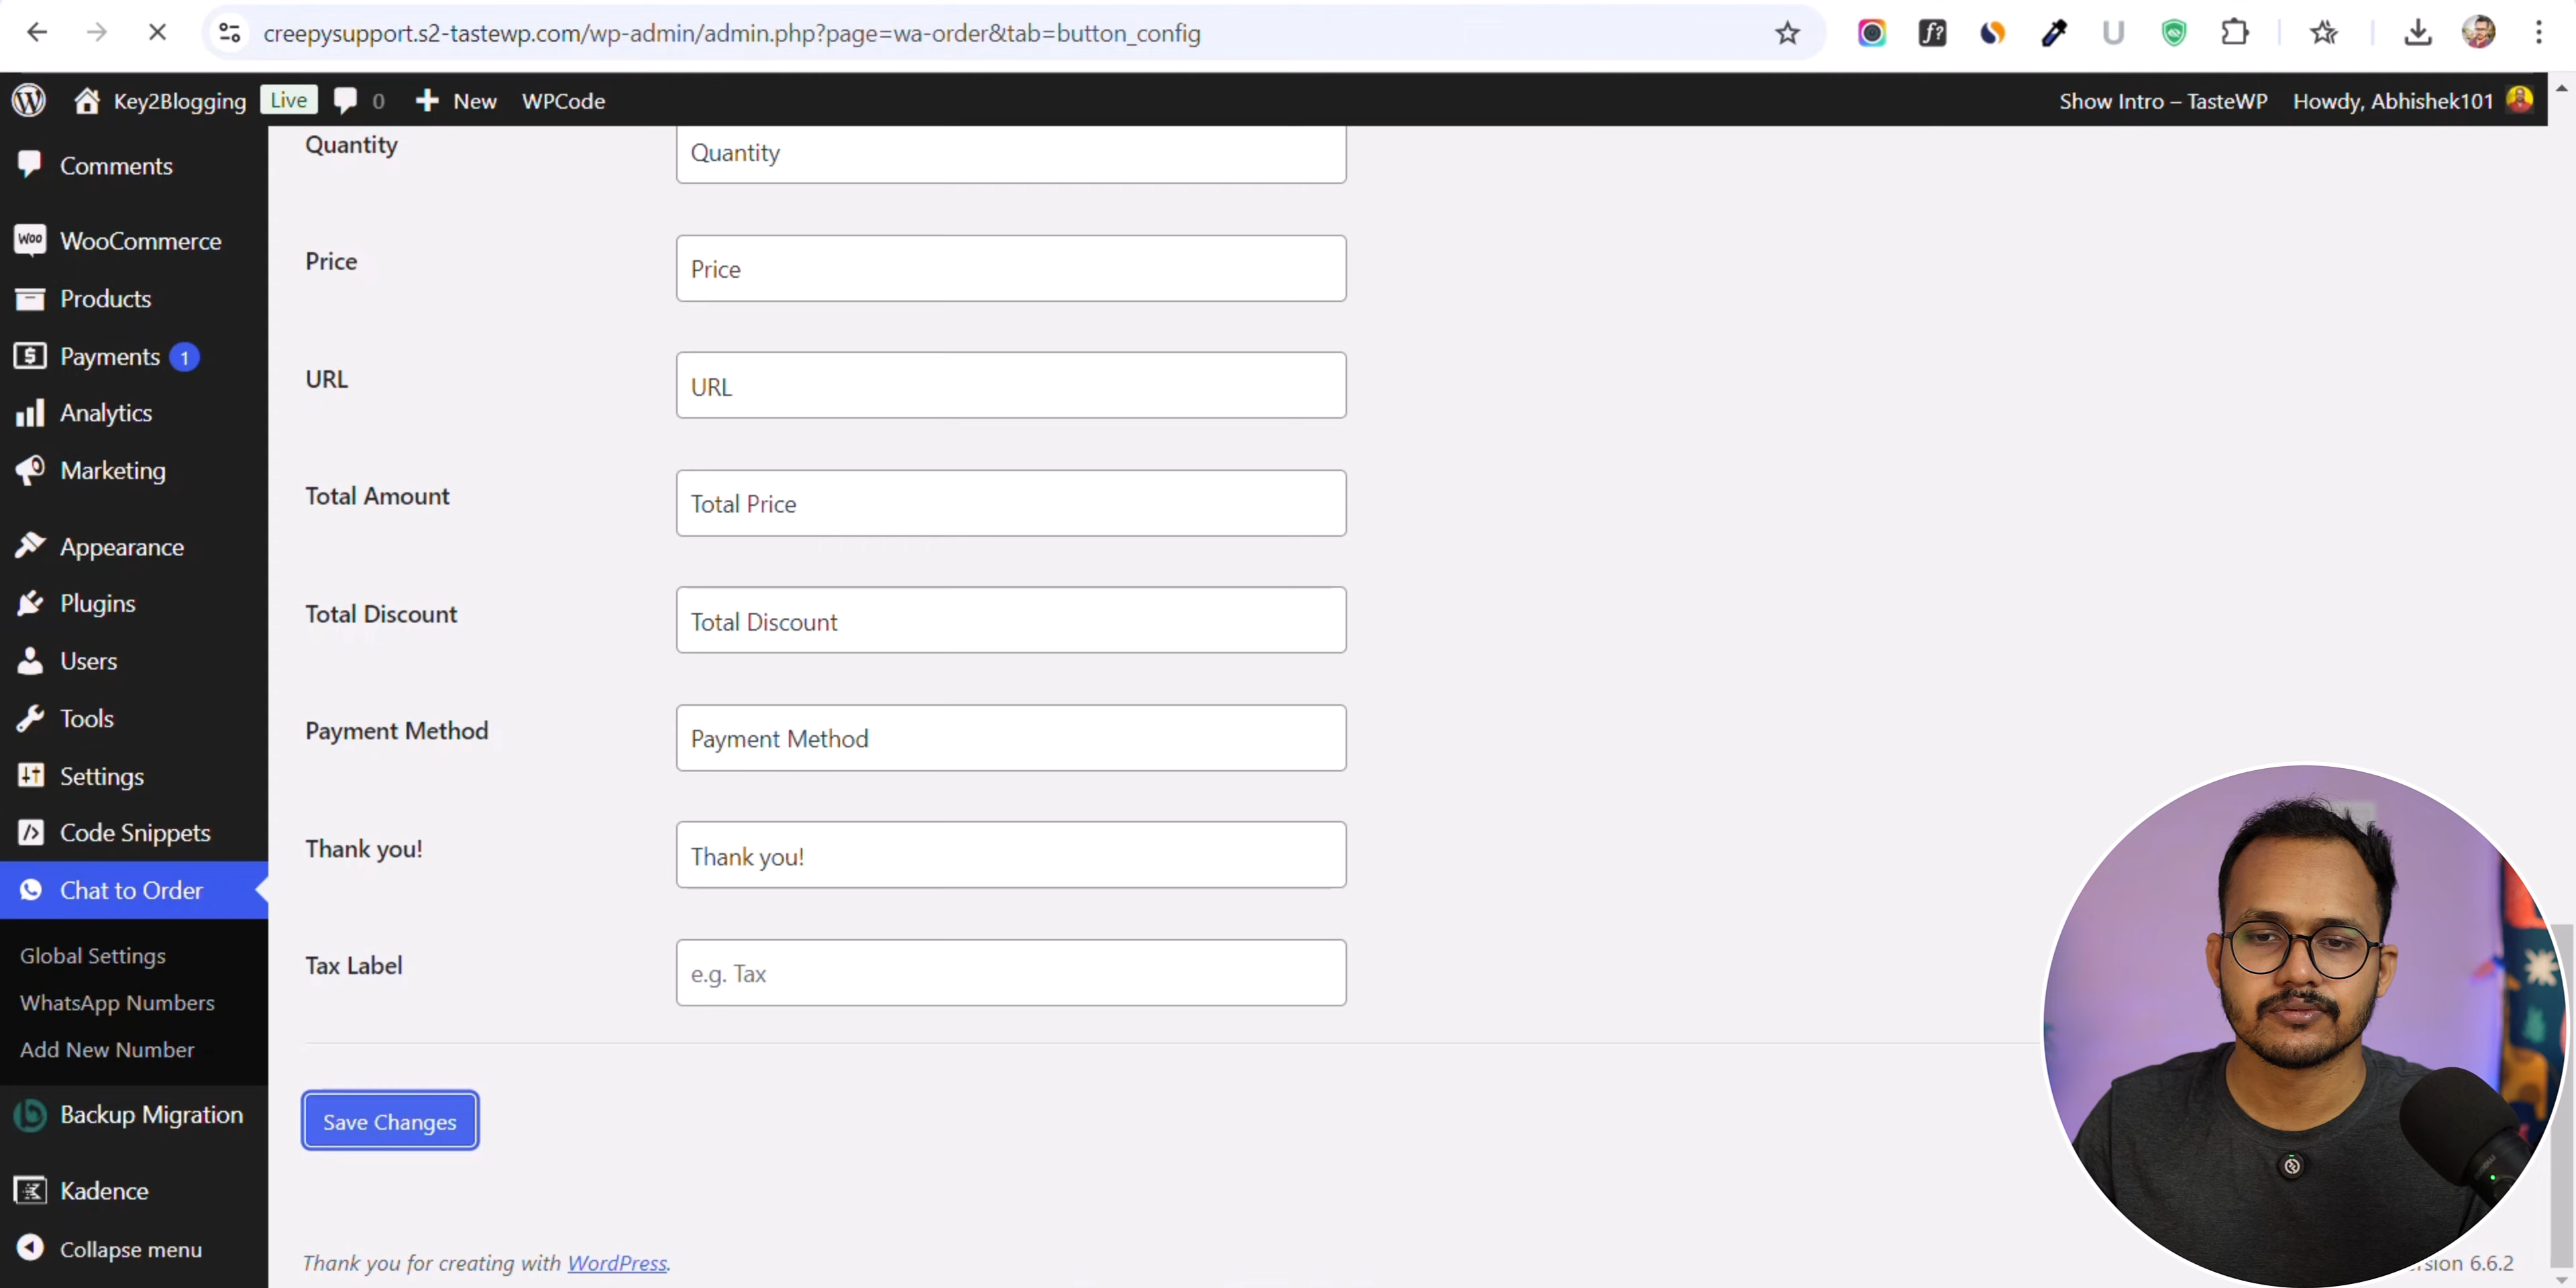 creepysupport.s2-tastewp.com/wp-admin/admin.php?page=wa-order&tab=button_config
Key2Blogging Live 0 New WPCode Show Intro – TasteWP Howdy, Abhishek101
Comments
WooCommerce
Products
Payments 1
Analytics
Marketing
Appearance
Plugins
Users
Tools
Settings
Code Snippets
Chat to Order
Global Settings
WhatsApp Numbers
Add New Number
Backup Migration
Kadence
Collapse menu
Quantity Quantity
Price Price
URL URL
Total Amount Total Price
Total Discount Total Discount
Payment Method Payment Method
Thank you! Thank you!
Tax Label e.g. Tax
Save Changes
Thank you for creating with WordPress. 6.6.2